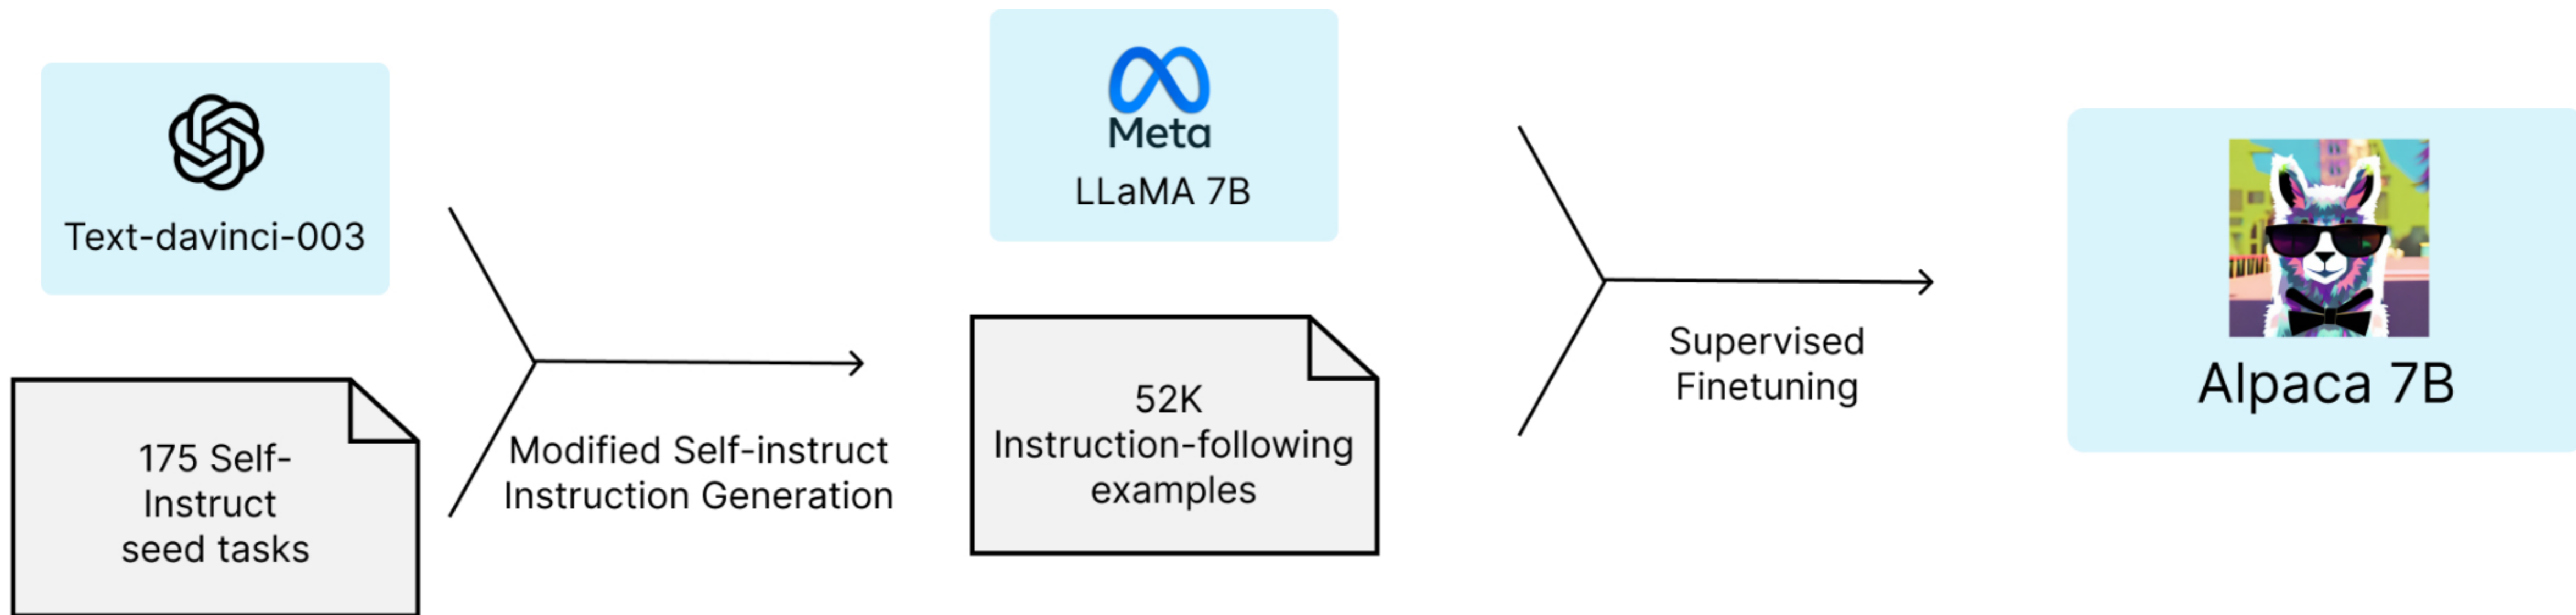 Text-davinci-003
175 Self-
Instruct
seed tasks
Modified Self-instruct
Instruction Generation
Meta
LLaMA 7B
52K
Instruction-following
examples
Supervised
Finetuning
Alpaca 7B